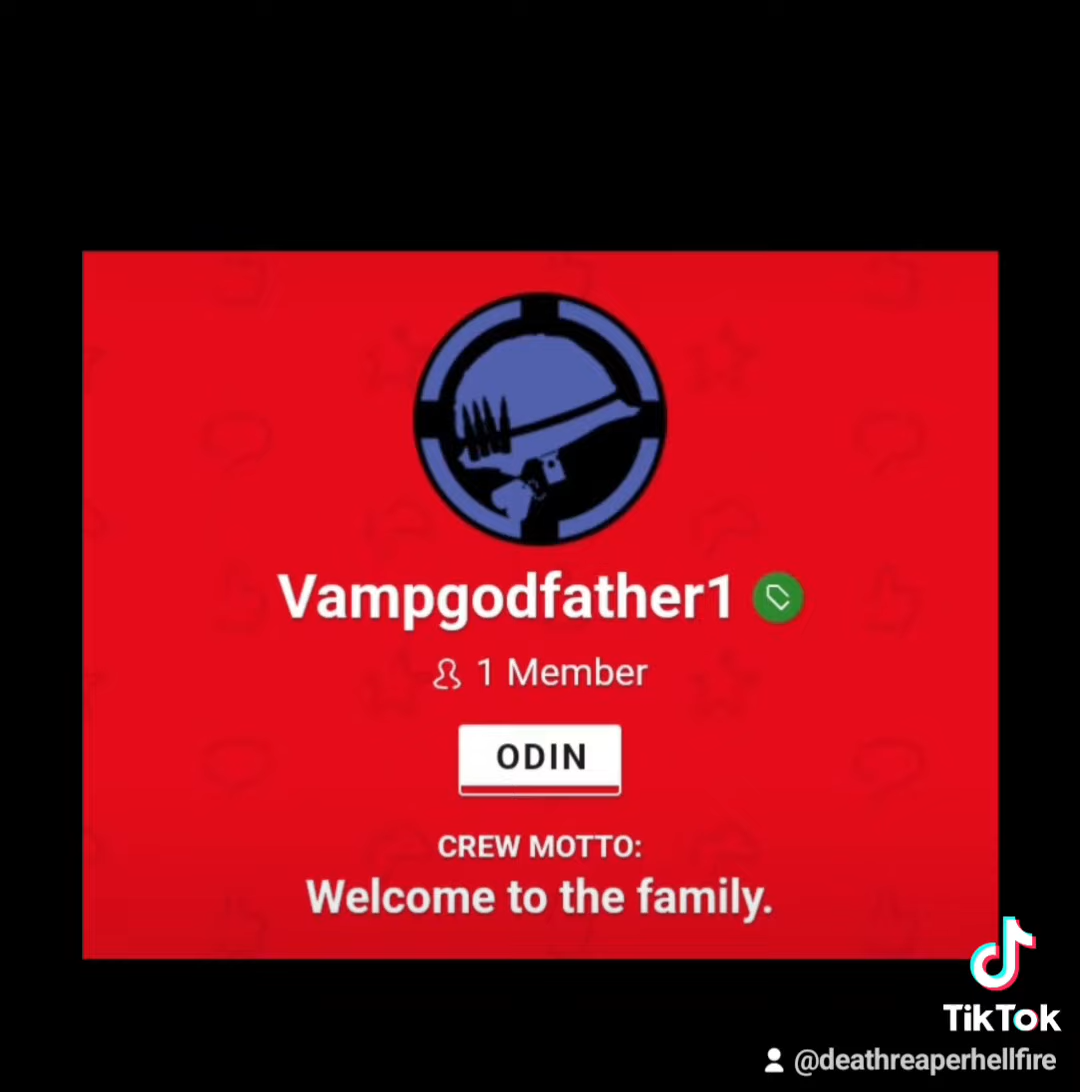 Vampgodfather1
1 Member
ODIN
CREW MOTTO:
Welcome to the family.
TikTok
@deathreaperhellfire